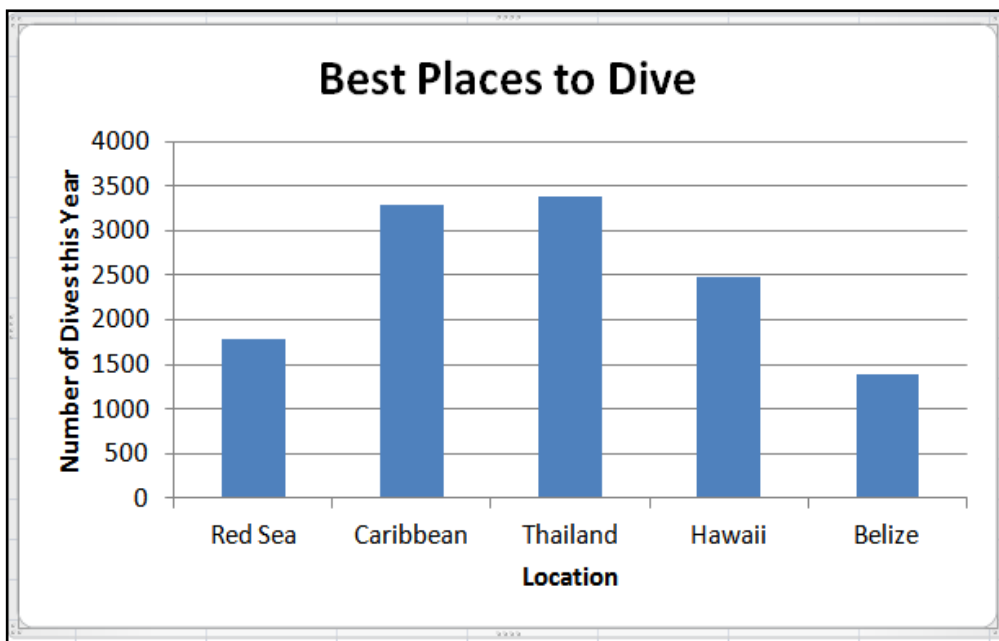 Best Places to Dive
Number of Dives this Year
4000
3500
3000
2500
2000
1500
1000
500
0
Red Sea Caribbean Thailand Hawaii Belize
Location